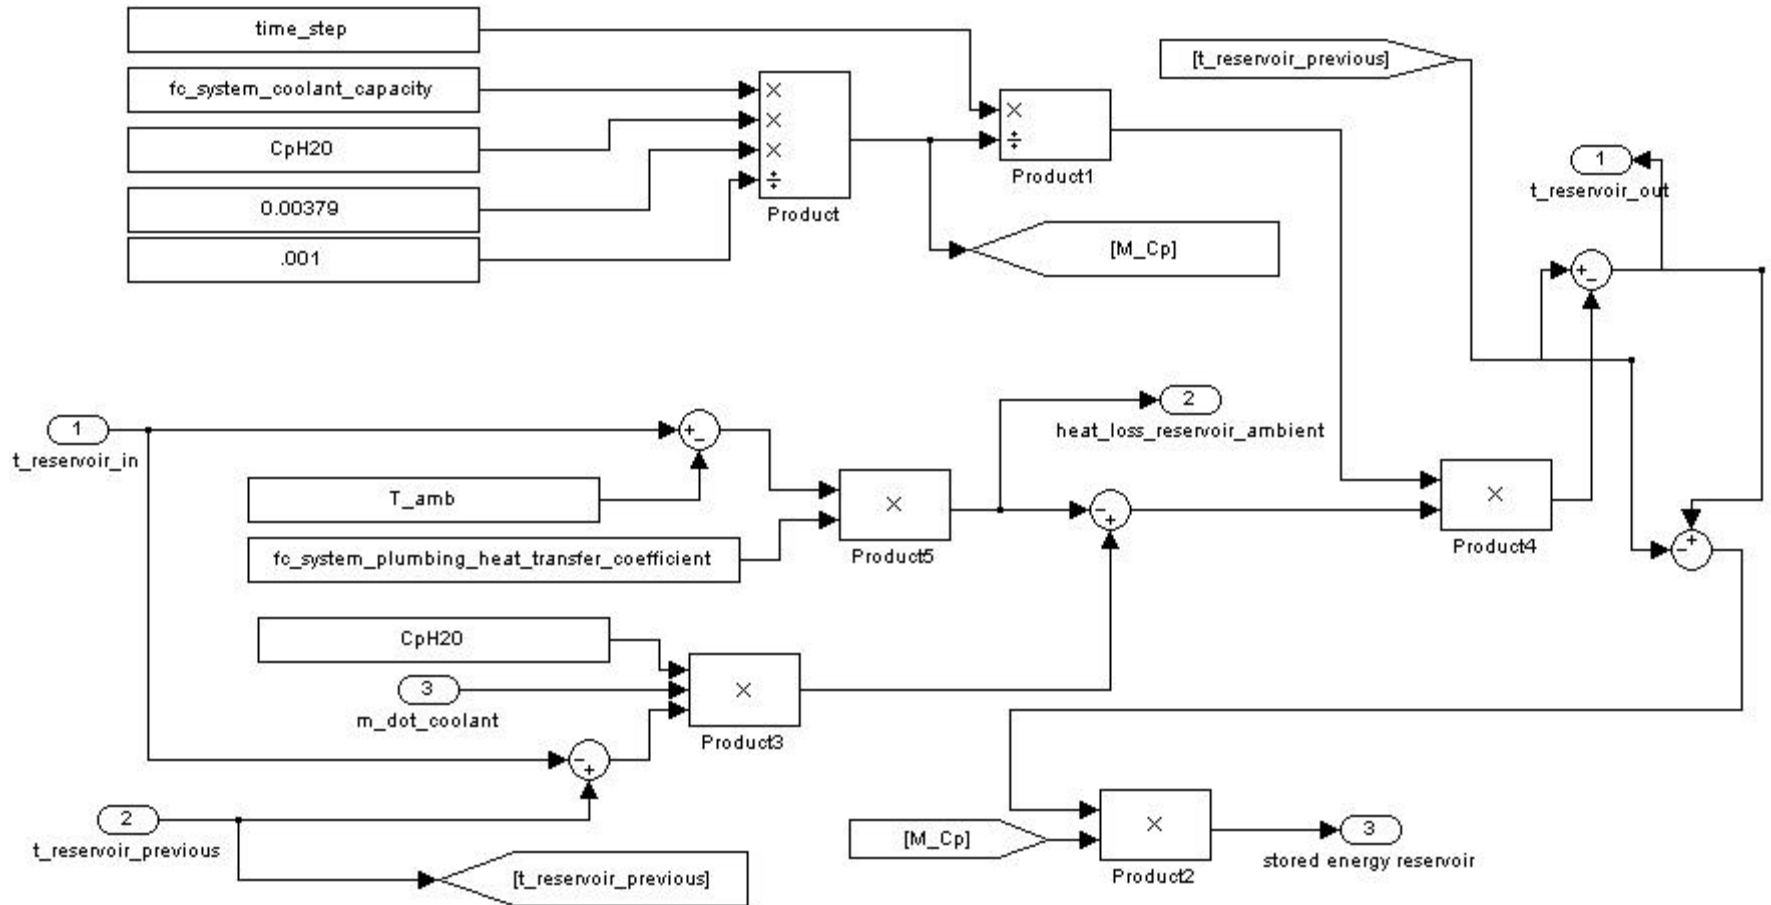 time_step
fc_system_coolant_capacity
CpH20
0.00379
.001
×
×
×
÷
Product
×
÷
Product1
[t_reservoir_previous]
1
t_reservoir_out
[M_Cp]
+
-
1
t_reservoir_in
+
-
T_amb
fc_system_plumbing_heat_transfer_coefficient
×
Product5
2
heat_loss_reservoir_ambient
-
+
×
Product4
+
-
CpH20
3
m_dot_coolant
×
Product3
-
+
2
t_reservoir_previous
[t_reservoir_previous]
[M_Cp]
×
Product2
3
stored energy reservoir